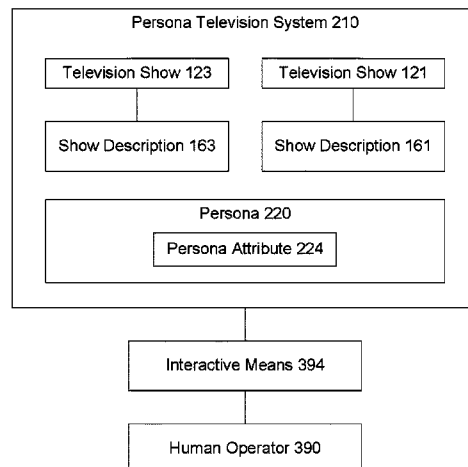 Persona Television System 210
Television Show 123
Television Show 121
Show Description 163
Show Description 161
Persona 220
Persona Attribute 224
Interactive Means 394
Human Operator 390